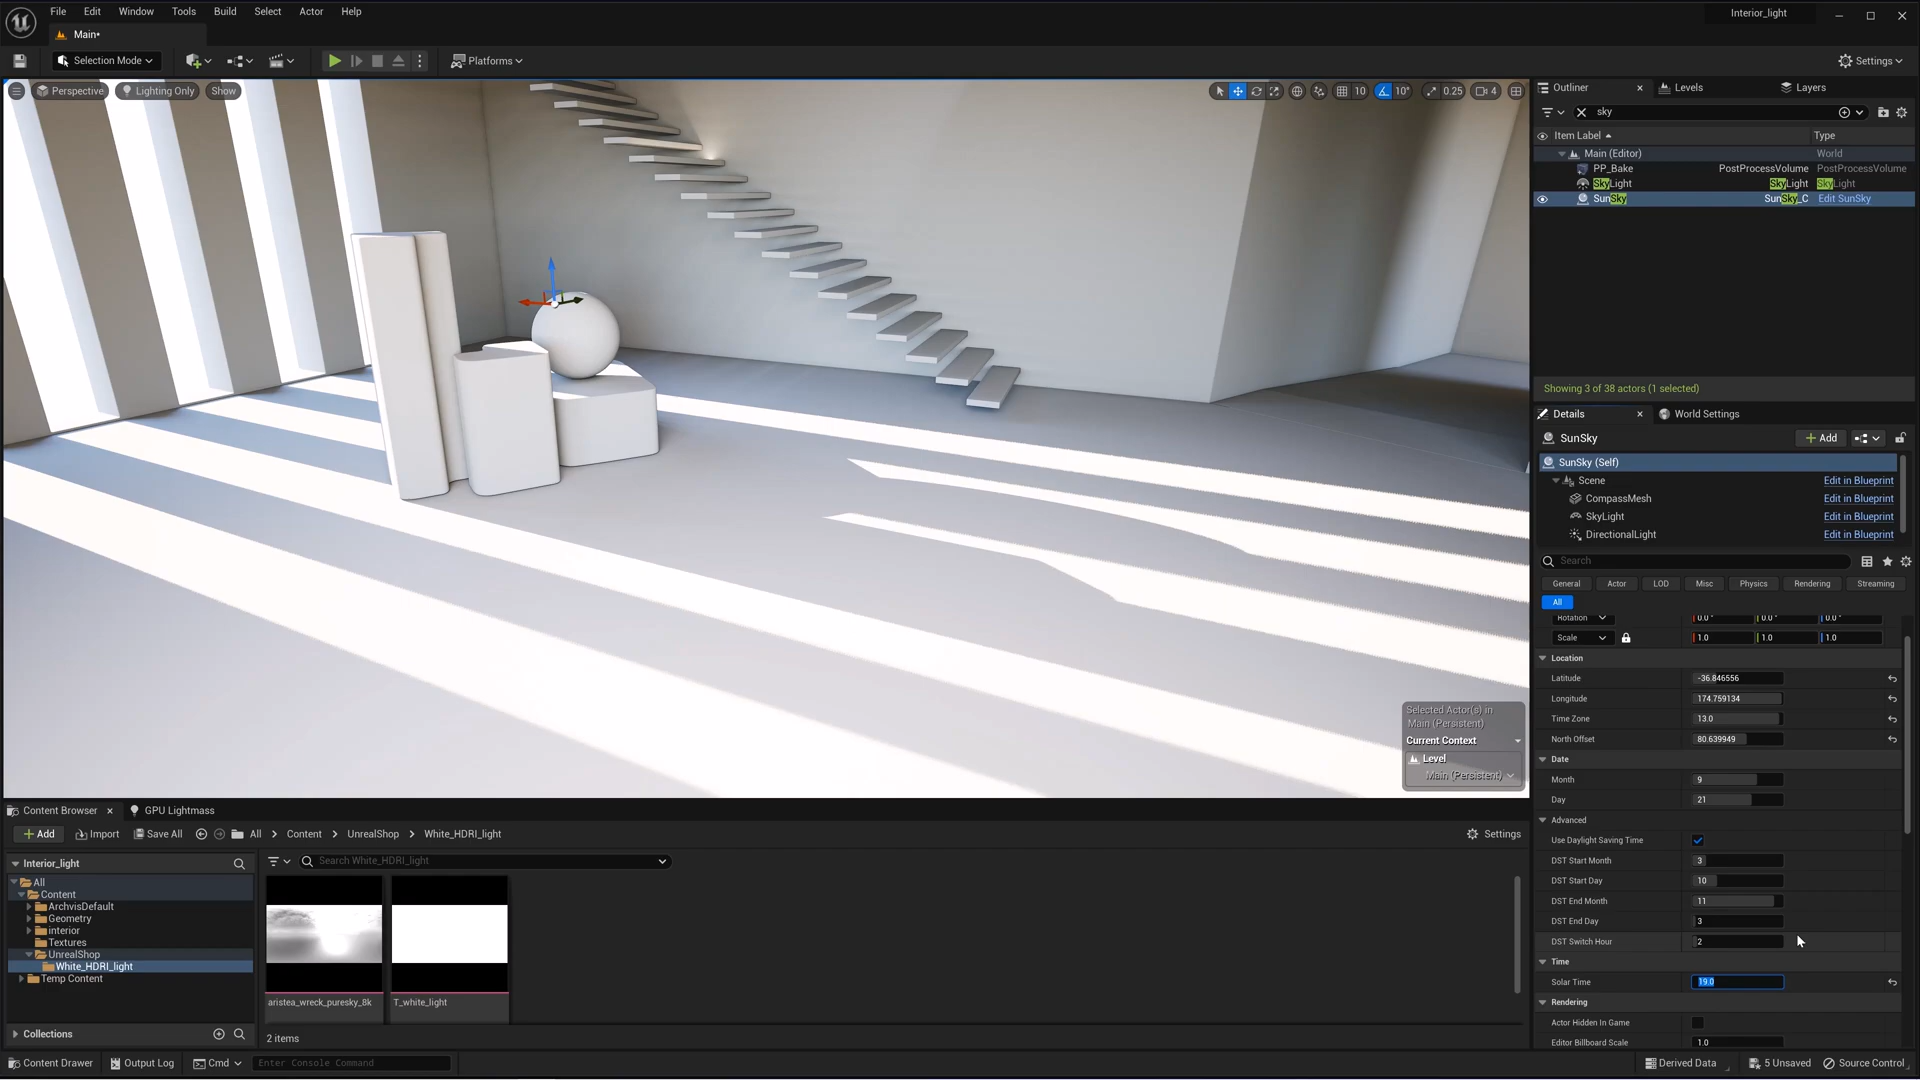 File Edit Window Tools Build Select Actor Help
Interior_light
Main•
Selection Mode
Platforms
Settings
Perspective Lighting Only Show
10 10° 0.25 4
Selected Actor(s) in
Main (Persistent)
Current Context
Level
Main (Persistent)
Outliner Levels Layers
sky
Item Label Type
Main (Editor) World
PP_Bake PostProcessVolume PostProcessVolume
SkyLight SkyLight SkyLight
SunSky SunSky_C Edit SunSky
Showing 3 of 38 actors (1 selected)
Details World Settings
SunSky Add
SunSky (Self)
Scene Edit in Blueprint
CompassMesh Edit in Blueprint
SkyLight Edit in Blueprint
DirectionalLight Edit in Blueprint
Search
General Actor LOD Misc Physics Rendering Streaming
All
Rotation 0.0° 0.0° 0.0°
Scale 1.0 1.0 1.0
Location
Latitude -36.846556
Longitude 174.759134
Time Zone 13.0
North Offset 80.639949
Date
Month 9
Day 21
Advanced
Use Daylight Saving Time
DST Start Month 3
DST Start Day 10
DST End Month 11
DST End Day 3
DST Switch Hour 2
Time
Solar Time 19.0
Rendering
Actor Hidden In Game
Editor Billboard Scale 1.0
Content Browser GPU Lightmass
Add Import Save All All Content UnrealShop White_HDRI_light Settings
Interior_light
Search White_HDRI_light
All
Content
ArchvisDefault
Geometry
interior
Textures
UnrealShop
White_HDRI_light
Temp Content
aristea_wreck_puresky_8k T_white_light
Collections
2 items
Content Drawer Output Log Cmd Enter Console Command
Derived Data 5 Unsaved Source Control